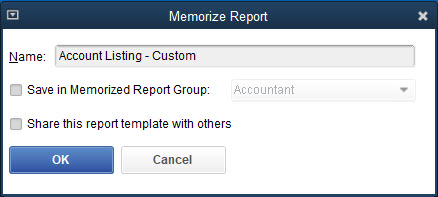 Memorize Report
Name: Account Listing - Custom
Save in Memorized Report Group: Accountant
Share this report template with others
OK Cancel